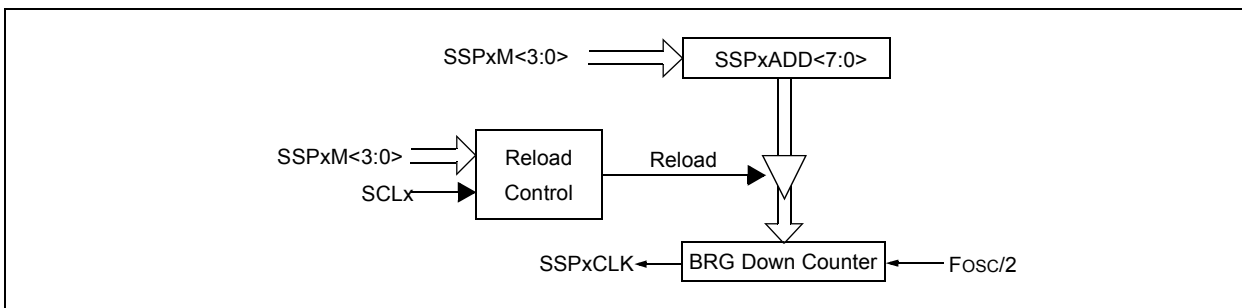 SSPxM<3:0>
SSPxADD<7:0>
SSPxM<3:0>
SCLx
Reload
Control
Reload
SSPxCLK
BRG Down Counter
FOSC/2